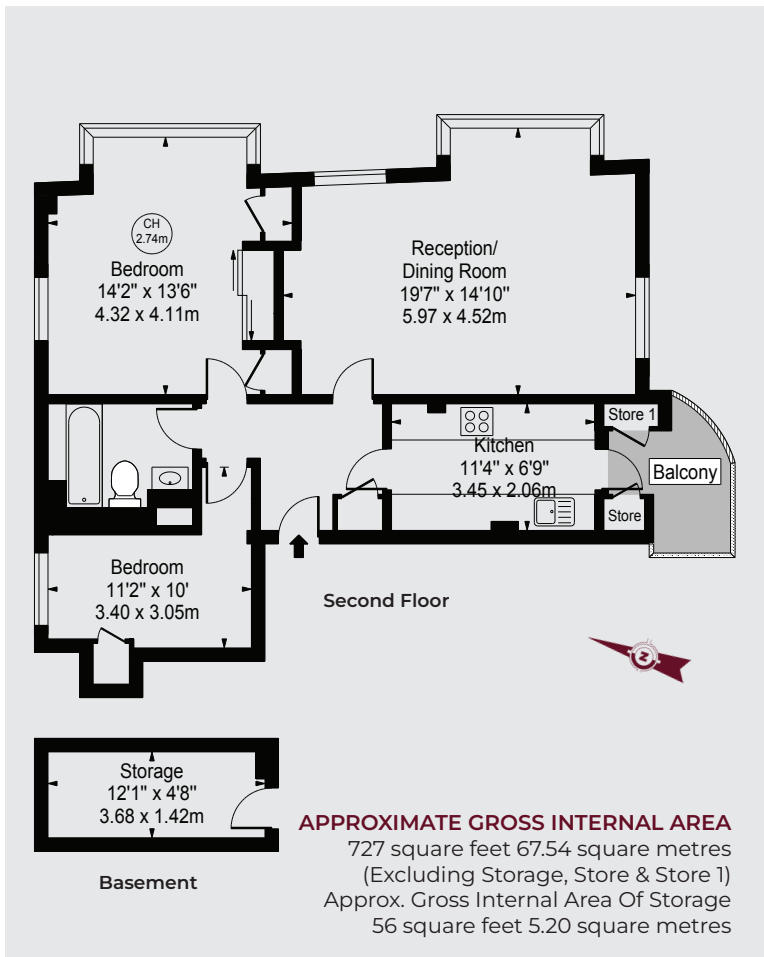 CH
2.74m
Bedroom
14'2" x 13'6"
4.32 x 4.11m
Reception/
Dining Room
19'7" x 14'10"
5.97 x 4.52m
Store 1
Kitchen
11'4" x 6'9"
3.45 x 2.06m
Balcony
Store
Bedroom
11'2" x 10'
3.40 x 3.05m
Second Floor
N
Storage
12'1" x 4'8"
3.68 x 1.42m
Basement
APPROXIMATE GROSS INTERNAL AREA
727 square feet 67.54 square metres
(Excluding Storage, Store & Store 1)
Approx. Gross Internal Area Of Storage
56 square feet 5.20 square metres